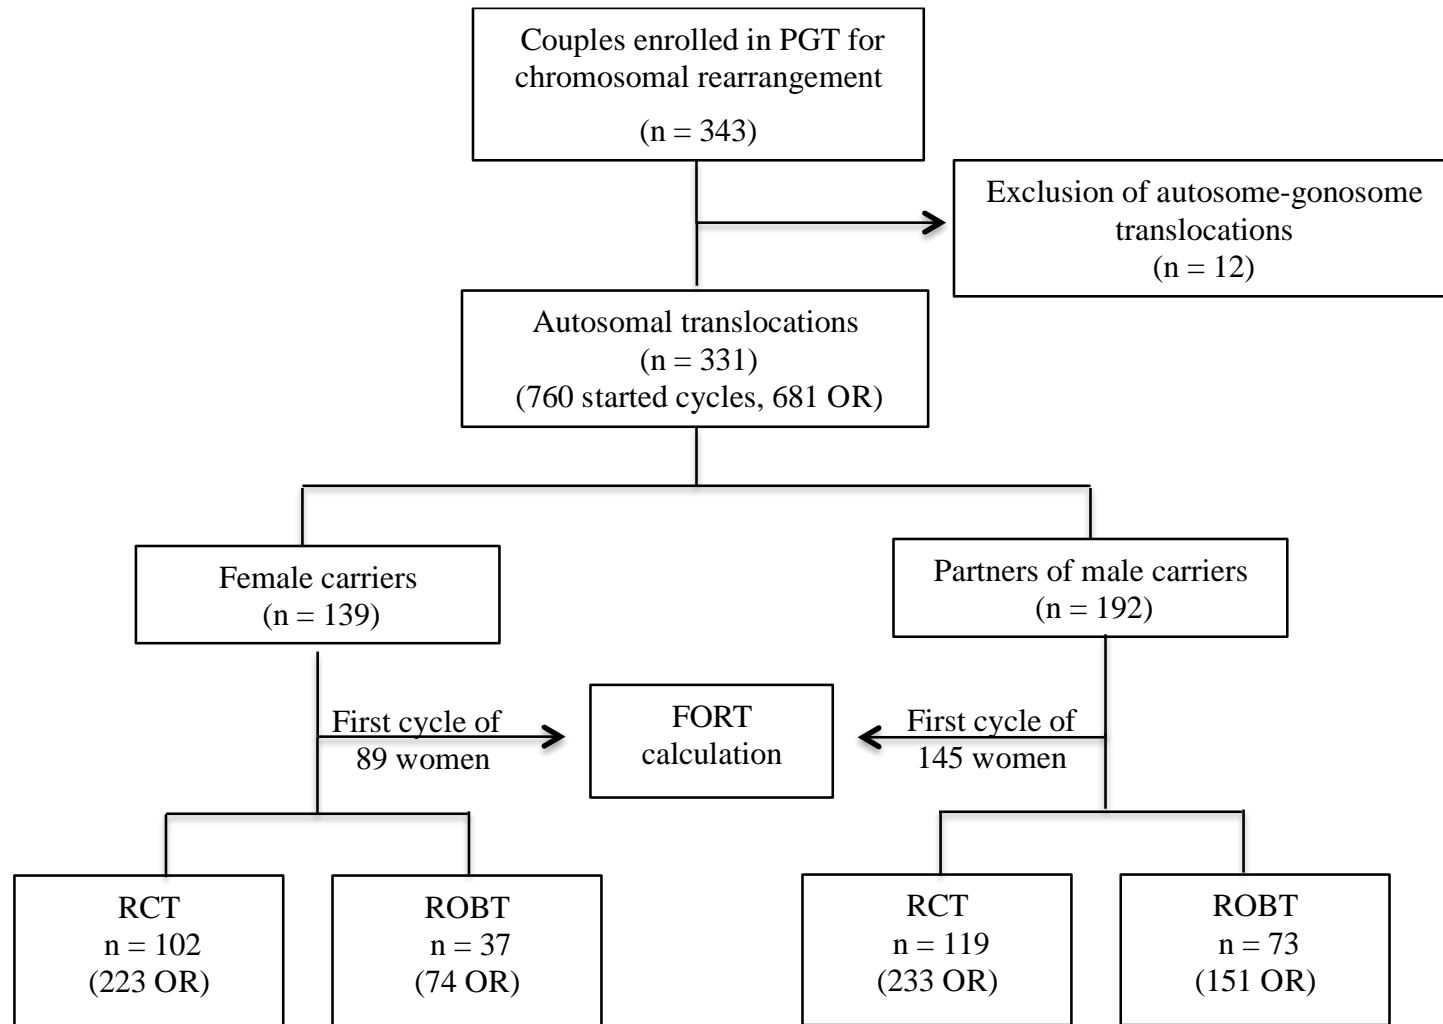 Couples enrolled in PGT for
chromosomal rearrangement
(n = 343)
Exclusion of autosome-gonosome
translocations
(n = 12)
Autosomal translocations
(n = 331)
(760 started cycles, 681 OR)
Female carriers
(n = 139)
Partners of male carriers
(n = 192)
First cycle of
89 women
FORT
calculation
First cycle of
145 women
RCT
n = 102
(223 OR)
ROBT
n = 37
(74 OR)
RCT
n = 119
(233 OR)
ROBT
n = 73
(151 OR)